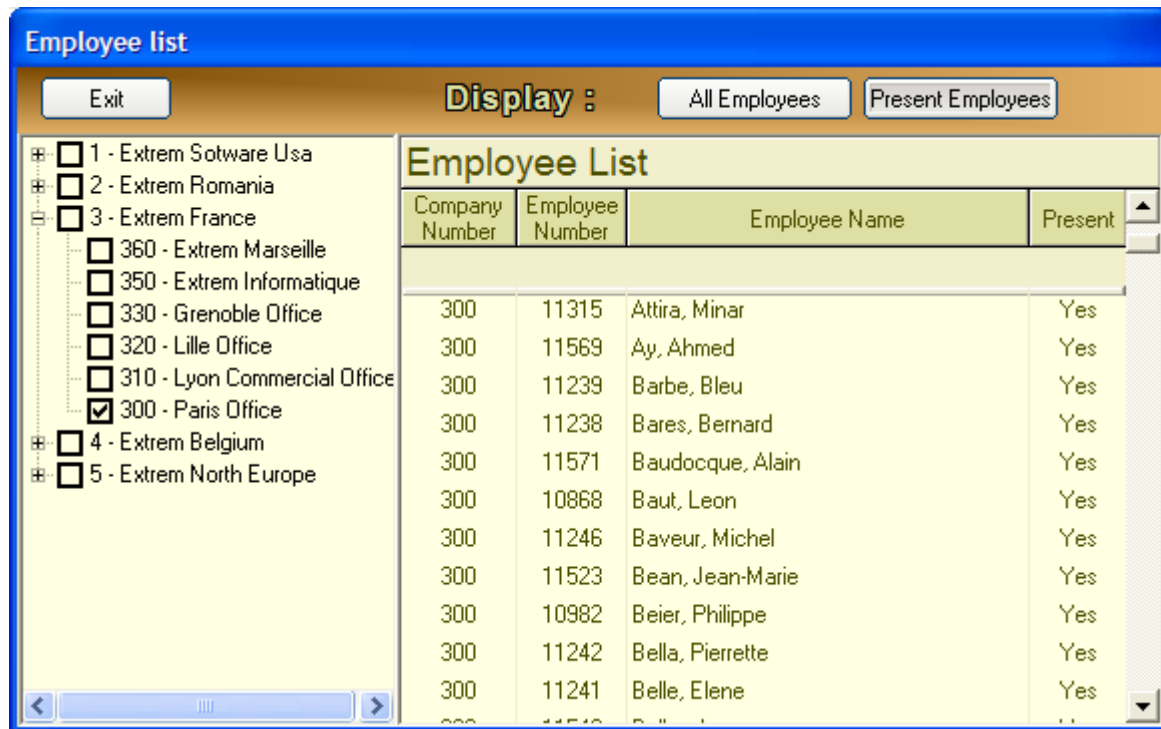 Employee list
Exit
Display :
All Employees
Present Employees
1 - Extrem Sotware Usa
2 - Extrem Romania
3 - Extrem France
360 - Extrem Marseille
350 - Extrem Informatique
330 - Grenoble Office
320 - Lille Office
310 - Lyon Commercial Office
300 - Paris Office
4 - Extrem Belgium
5 - Extrem North Europe
Employee List
Company Number Employee Number Employee Name Present
300 11315 Attira, Minar Yes
300 11569 Ay, Ahmed Yes
300 11239 Barbe, Bleu Yes
300 11238 Bares, Bernard Yes
300 11571 Baudocque, Alain Yes
300 10868 Baut, Leon Yes
300 11246 Baveur, Michel Yes
300 11523 Bean, Jean-Marie Yes
300 10982 Beier, Philippe Yes
300 11242 Bella, Pierrette Yes
300 11241 Belle, Elene Yes